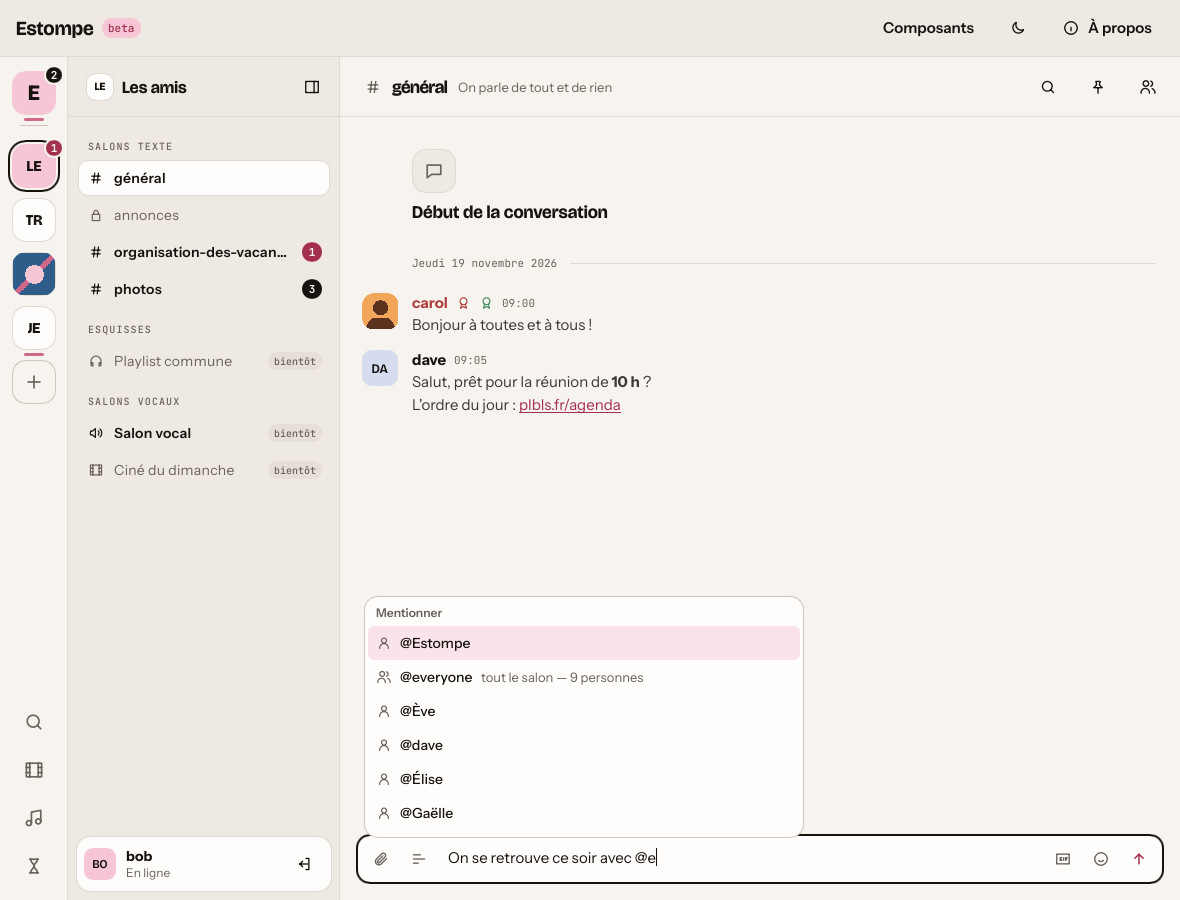 Estompe beta
Composants
À propos
E
2
LE
1
TR
JE
LE Les amis
SALONS TEXTE
# général
annonces
# organisation-des-vacan… 1
# photos 3
ESQUISSES
Playlist commune bientôt
SALONS VOCAUX
Salon vocal bientôt
Ciné du dimanche bientôt
BO
bob
En ligne
# général On parle de tout et de rien
Début de la conversation
Jeudi 19 novembre 2026
carol 09:00
Bonjour à toutes et à tous !
DA
dave 09:05
Salut, prêt pour la réunion de 10 h ?
L'ordre du jour : plbls.fr/agenda
Mentionner
@Estompe
@everyone tout le salon — 9 personnes
@Ève
@dave
@Élise
@Gaëlle
On se retrouve ce soir avec @e
GIF